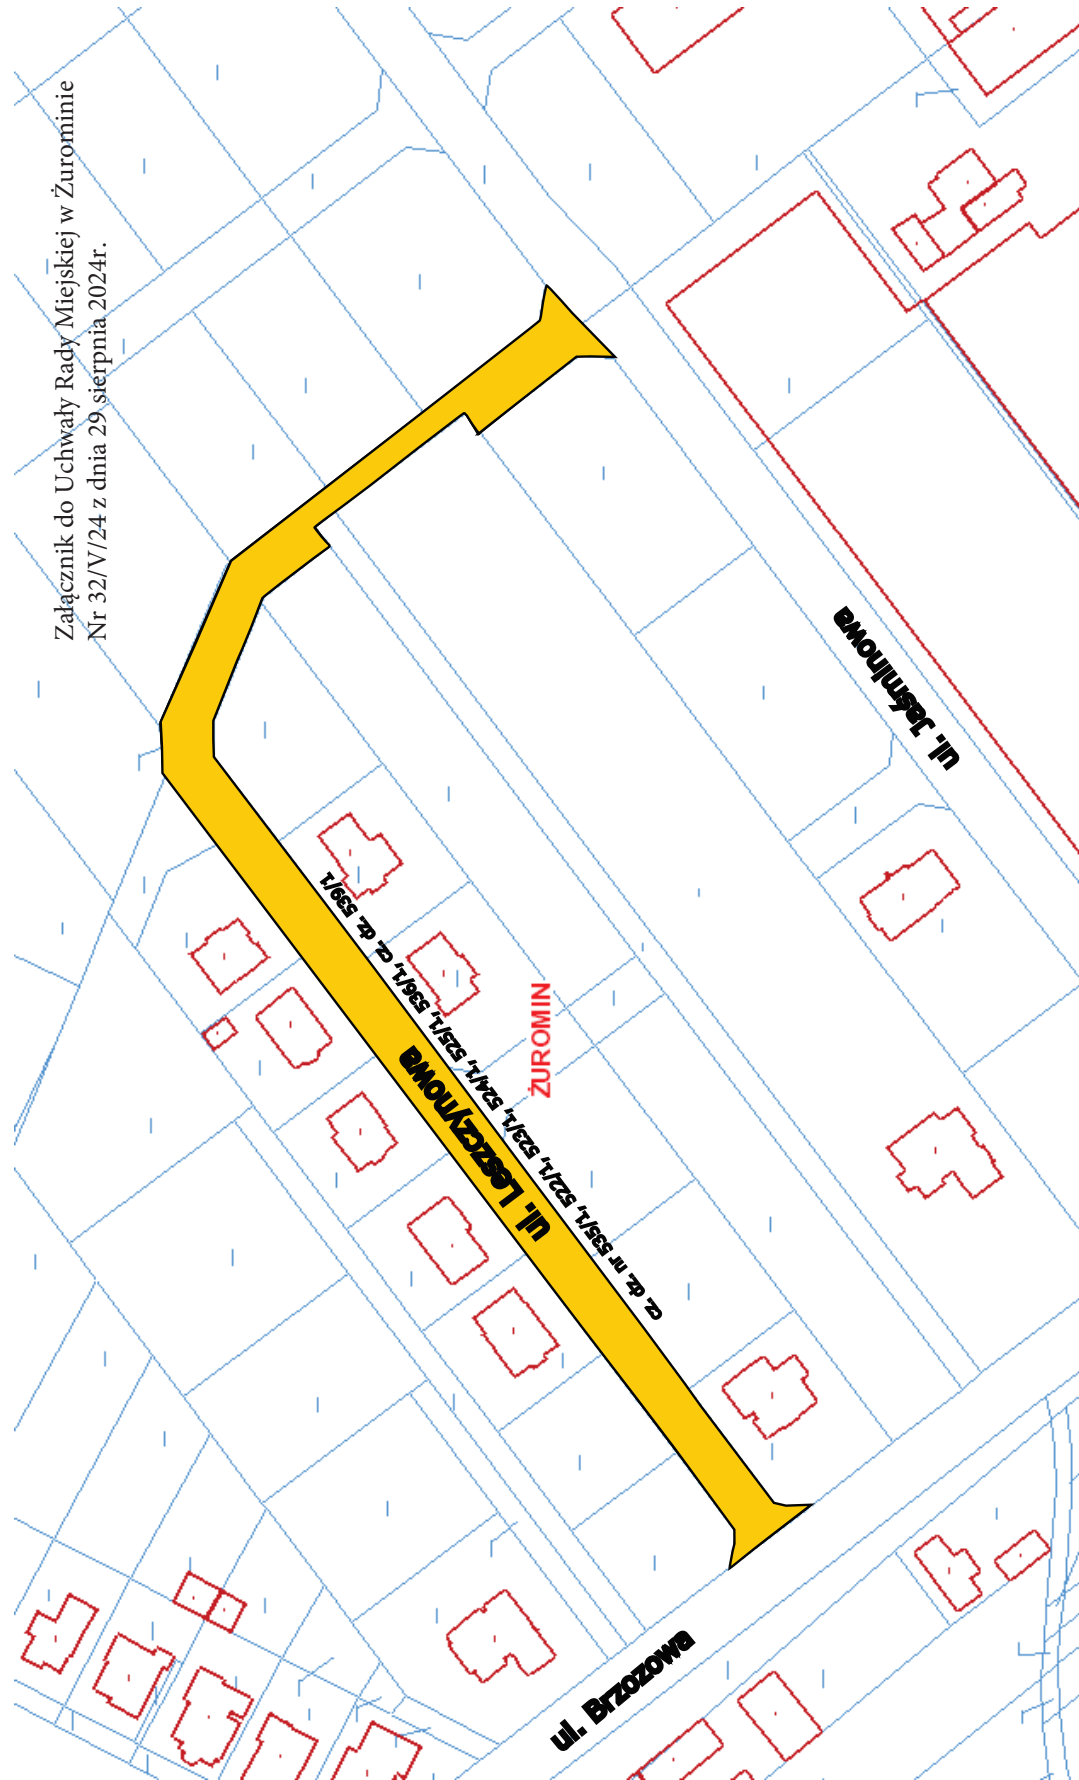 Załącznik do Uchwały Rady Miejskiej w Żurominie
Nr 32/V/24 z dnia 29 sierpnia 2024r.
ul. Jaśminowa
cz. dz. nr 535/1, 522/1, 523/1, 524/1, 525/1, 536/1, cz. dz. 539/1
ul. Leszczynowa
ŻUROMIN
ul. Brzozowa